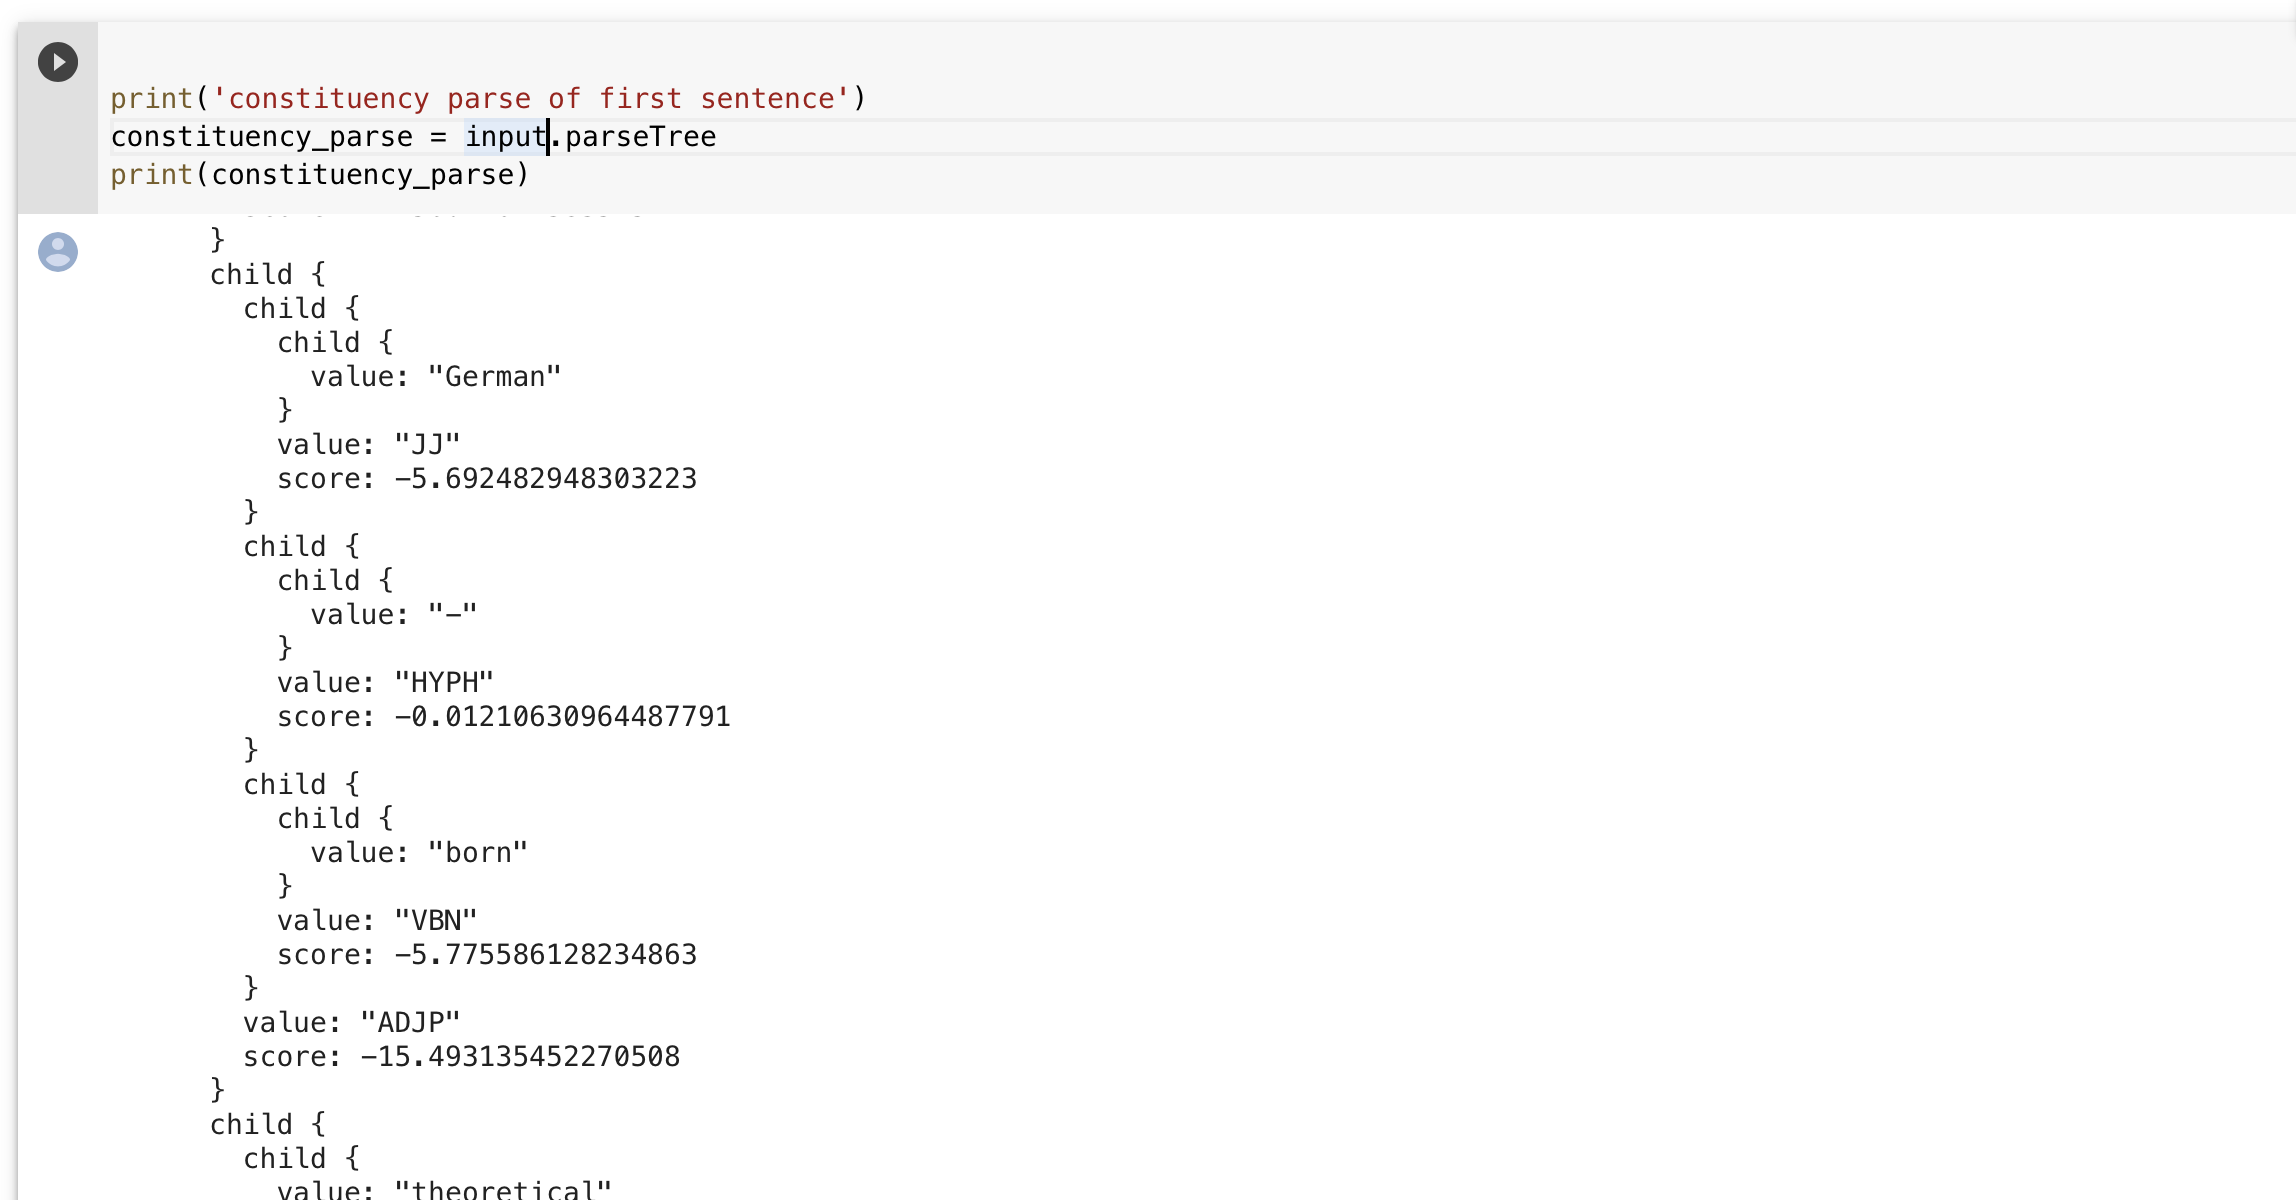 print('constituency parse of first sentence')
constituency_parse = input.parseTree
print(constituency_parse)
}
child {
child {
child {
value: "German"
}
value: "JJ"
score: -5.692482948303223
}
child {
child {
value: "-"
}
value: "HYPH"
score: -0.01210630964487791
}
child {
child {
value: "born"
}
value: "VBN"
score: -5.775586128234863
}
value: "ADJP"
score: -15.493135452270508
}
child {
child {
value: "theoretical"